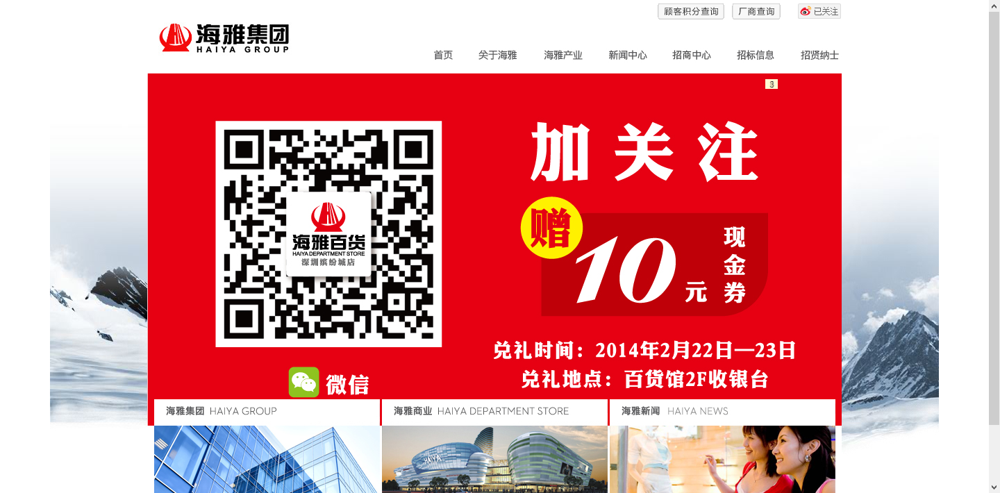 顾客积分查询 厂商查询 已关注
海雅集团
HAIYA GROUP
首页 关于海雅 海雅产业 新闻中心 招商中心 招标信息 招贤纳士
加关注
赠
10元
现金券
海雅百货
HAIYA DEPARTMENT STORE
深圳缤纷城店
兑礼时间：2014年2月22日—23日
兑礼地点：百货馆2F收银台
微信
海雅集团 HAIYA GROUP
海雅商业 HAIYA DEPARTMENT STORE
海雅新闻 HAIYA NEWS
HAIYA